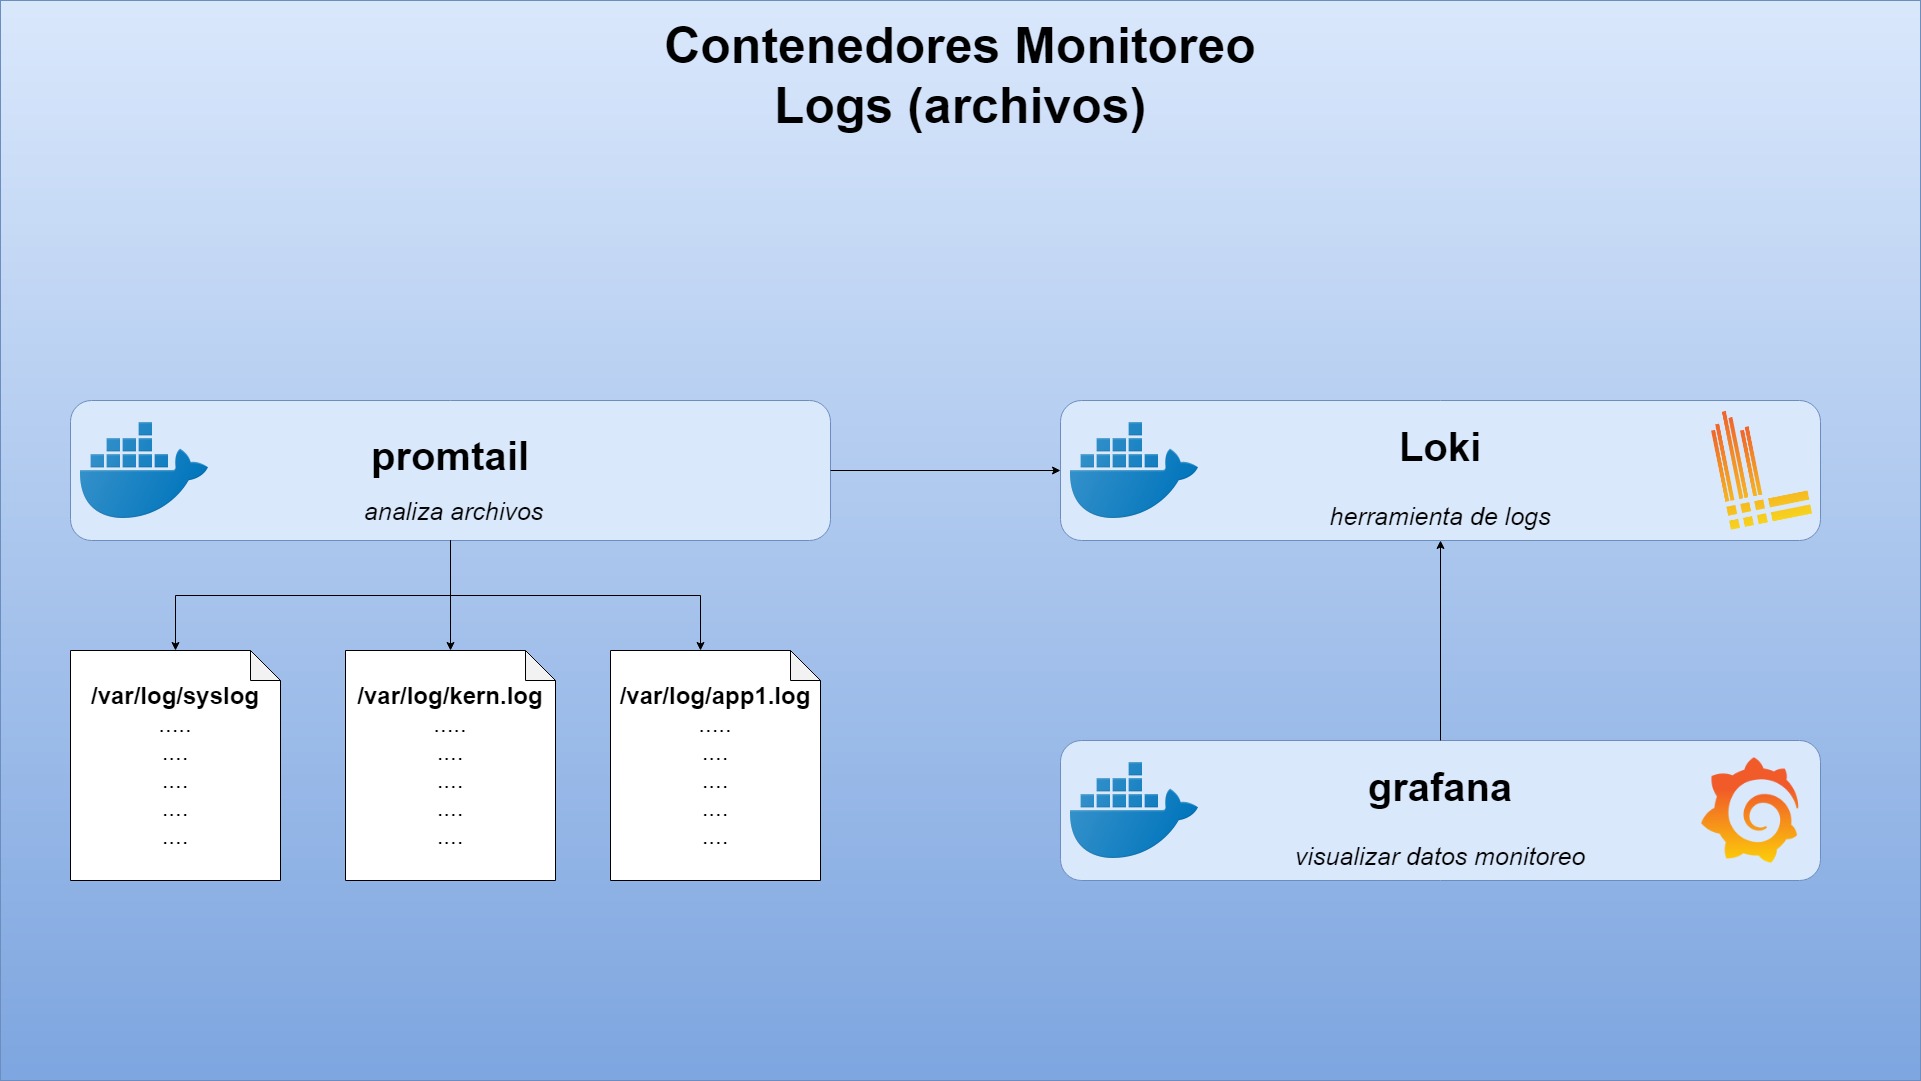 Contenedores Monitoreo
Logs (archivos)
promtail
analiza archivos
Loki
herramienta de logs
/var/log/syslog
.....
....
....
....
....
/var/log/kern.log
.....
....
....
....
....
/var/log/app1.log
.....
....
....
....
....
grafana
visualizar datos monitoreo